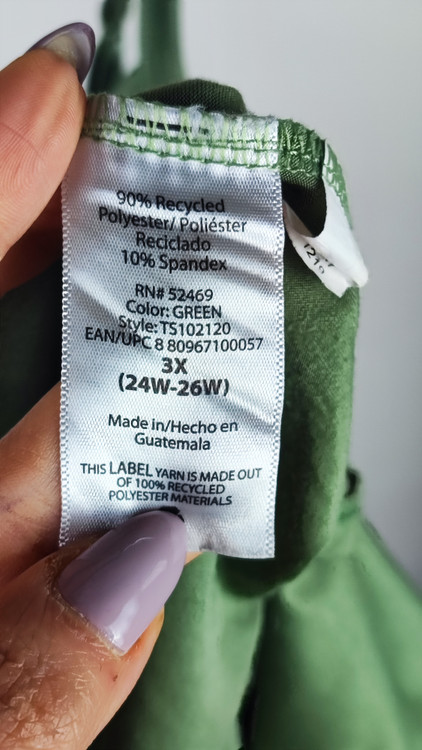 90% Recycled
Polyester/ Poliéster
Reciclado
10% Spandex
RN# 52469
Color: GREEN
Style: TS102120
EAN/UPC 8 80967100057
3X
(24W-26W)
Made in/Hecho en
Guatemala
THIS LABEL YARN IS MADE OUT
OF 100% RECYCLED
POLYESTER MATERIALS